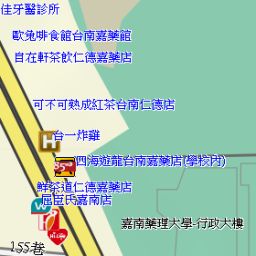 佳牙醫診所
歐兔啡食館台南嘉藥館
自在軒茶飲仁德嘉藥店
可不可熟成紅茶台南仁德店
H
台一炸雞
四海遊龍台南嘉藥店(學校內)
鮮茶道仁德嘉藥店
W
屈臣氏嘉南店
嘉南藥理大學-行政大樓
155巷